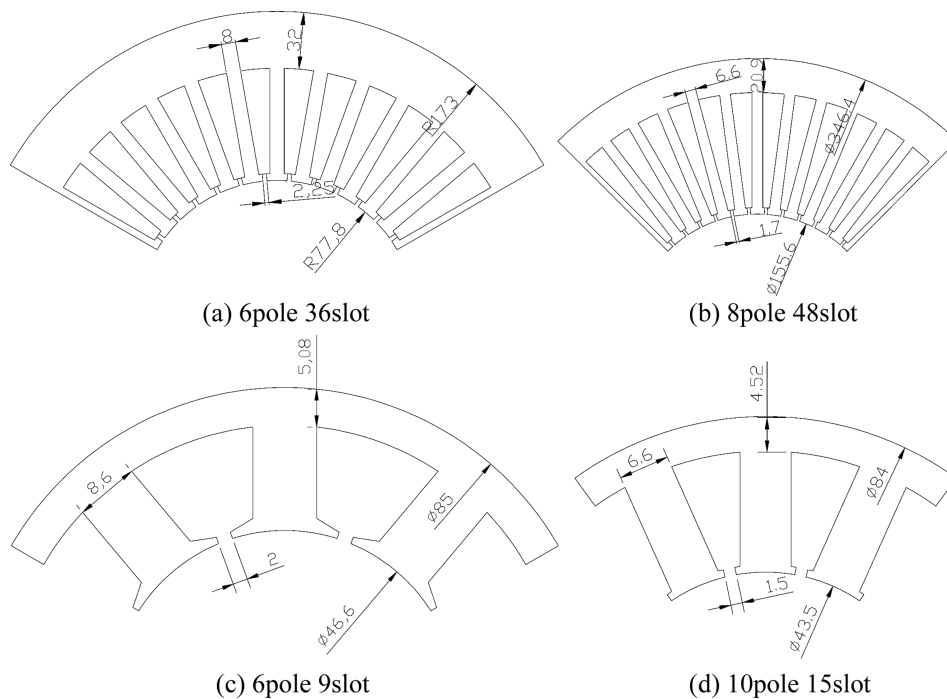 8
32
R173
2,25
R77,8
(a) 6pole 36slot
6.6
20.9
Ø346.4
1.7
Ø155.6
(b) 8pole 48slot
5,08
8,6
Ø85
2
Ø46,6
(c) 6pole 9slot
4.52
6.6
Ø84
1.5
Ø43.5
(d) 10pole 15slot